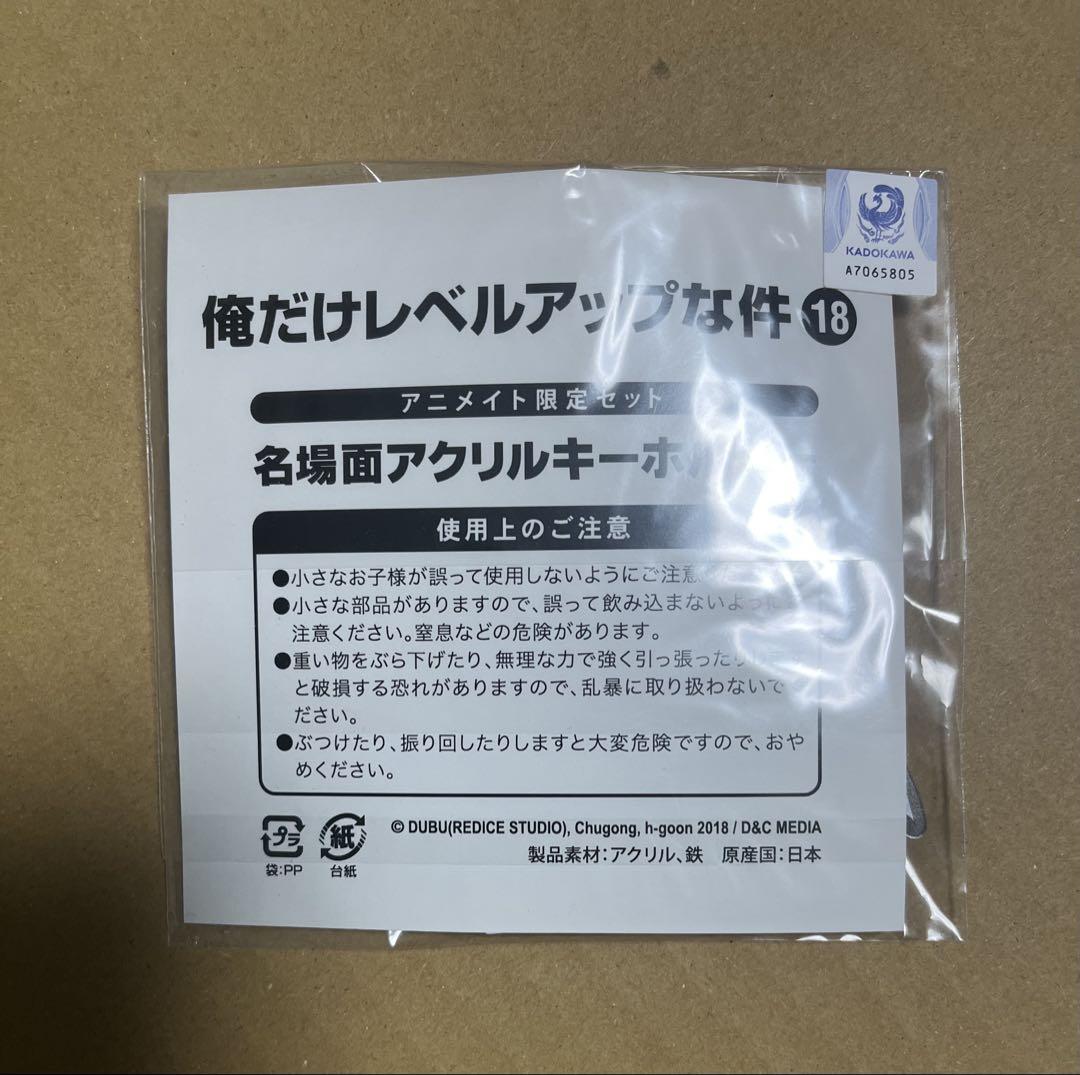 KADOKAWA
A7065805
俺だけレベルアップな件 18
アニメイト限定セット
名場面アクリルキーホ
使用上のご注意
●小さなお子様が誤って使用しないようにご注意
●小さな部品がありますので、誤って飲み込まないように
注意ください。窒息などの危険があります。
●重い物をぶら下げたり、無理な力で強く引っ張ったり
と破損する恐れがありますので、乱暴に取り扱わないで
ださい。
●ぶつけたり、振り回したりしますと大変危険ですので、おや
めください。
プラ
紙
© DUBU(REDICE STUDIO), Chugong, h-goon 2018 / D&C MEDIA
製品素材：アクリル、鉄 原産国：日本
袋：PP
台紙